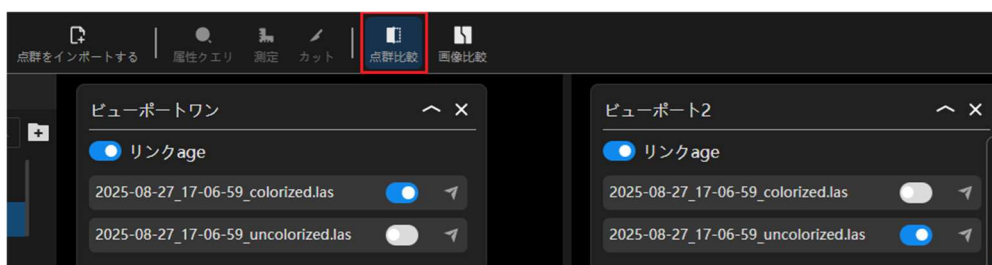 点群をインポートする 属性クエリ 測定 カット 点群比較 画像比較
ビューポートワン
リンクage
2025-08-27_17-06-59_colorized.las
2025-08-27_17-06-59_uncolorized.las
ビューポート2
リンクage
2025-08-27_17-06-59_colorized.las
2025-08-27_17-06-59_uncolorized.las